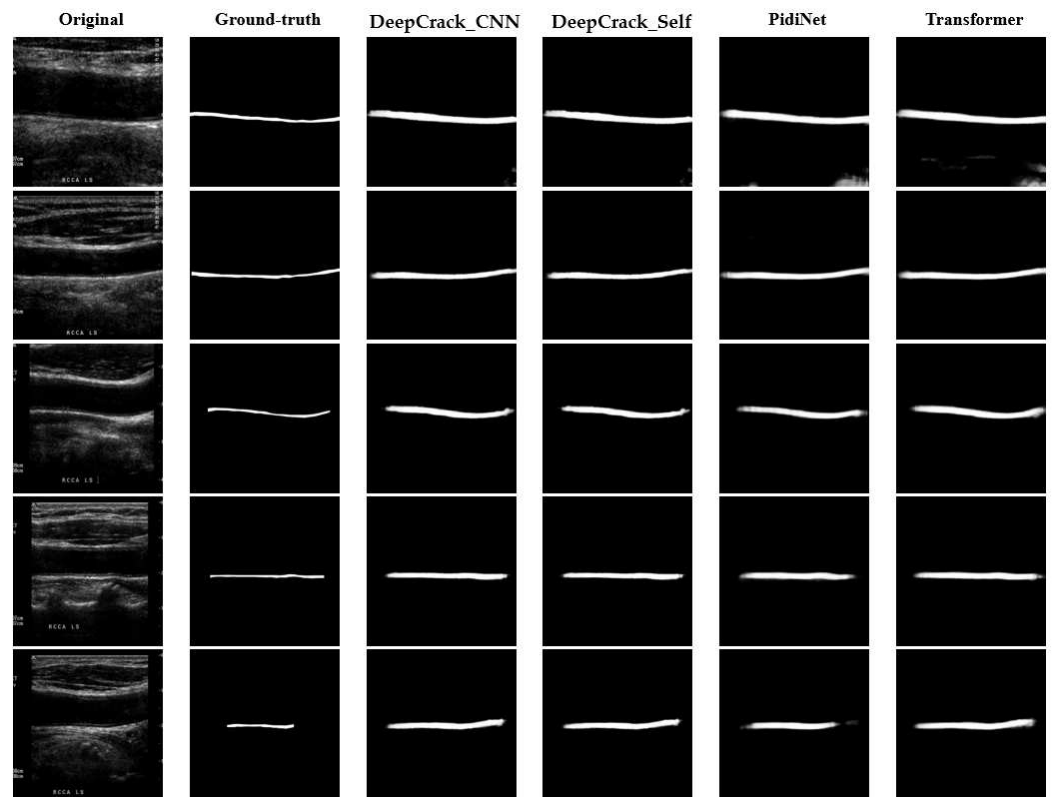 Original Ground-truth DeepCrack_CNN DeepCrack_Self PidiNet Transformer
RCCA LS
RCCA LS
RCCA LS
RCCA LS
RCCA LS